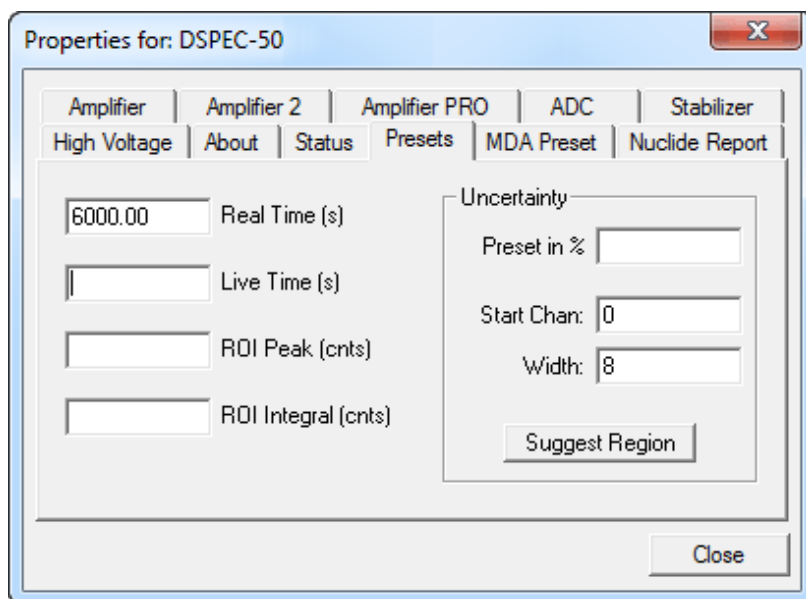 Properties for: DSPEC-50
Amplifier Amplifier 2 Amplifier PRO ADC Stabilizer
High Voltage About Status Presets MDA Preset Nuclide Report
6000.00 Real Time (s)
Live Time (s)
ROI Peak (cnts)
ROI Integral (cnts)
Uncertainty
Preset in %
Start Chan: 0
Width: 8
Suggest Region
Close